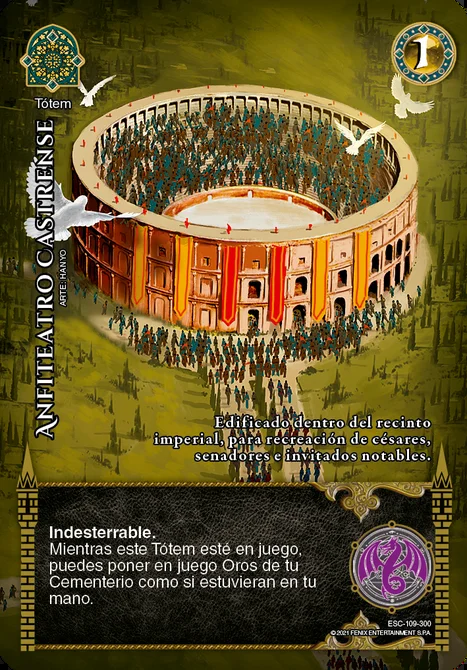 1
Tótem
ANFITEATRO CASTRENSE
ARTE: HANYO
Edificado dentro del recinto
imperial, para recreación de césares,
senadores e invitados notables.
Indesterrable.
Mientras este Tótem esté en juego,
puedes poner en juego Oros de tu
Cementerio como si estuvieran en tu
mano.
ESC-109-300
©2021 FENIX ENTERTAINMENT S.P.A.